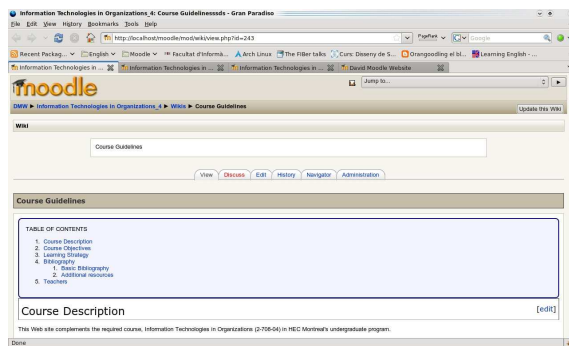 Information Technologies in Organizations_4: Course Guidelinessds - Gran Paradiso
File Edit View History Bookmarks Tools Help
http://localhost/moodle/mod/wiki/view.php?id=243
PageRank
Google
Recent Packag... English Moodle Facultat d'Informà... Arch Linux The FIBer talks Curs: Disseny de S... Orangoodling el bl... Learning English - ...
Information Technologies in ... Information Technologies in ... Information Technologies in ... David Moodle Website
moodle
Jump to...
DMW ► Information Technologies in Organizations_4 ► Wikis ► Course Guidelines
Update this Wiki
Wiki
Course Guidelines
View Discuss Edit History Navigator Administration
Course Guidelines
TABLE OF CONTENTS
1. Course Description
2. Course Objectives
3. Learning Strategy
4. Bibliography
1. Basic Bibliography
2. Additional resources
5. Teachers
Course Description
[edit]
This Web site complements the required course, Information Technologies in Organizations (2-708-04) in HEC Montreal's undergraduate program.
Done